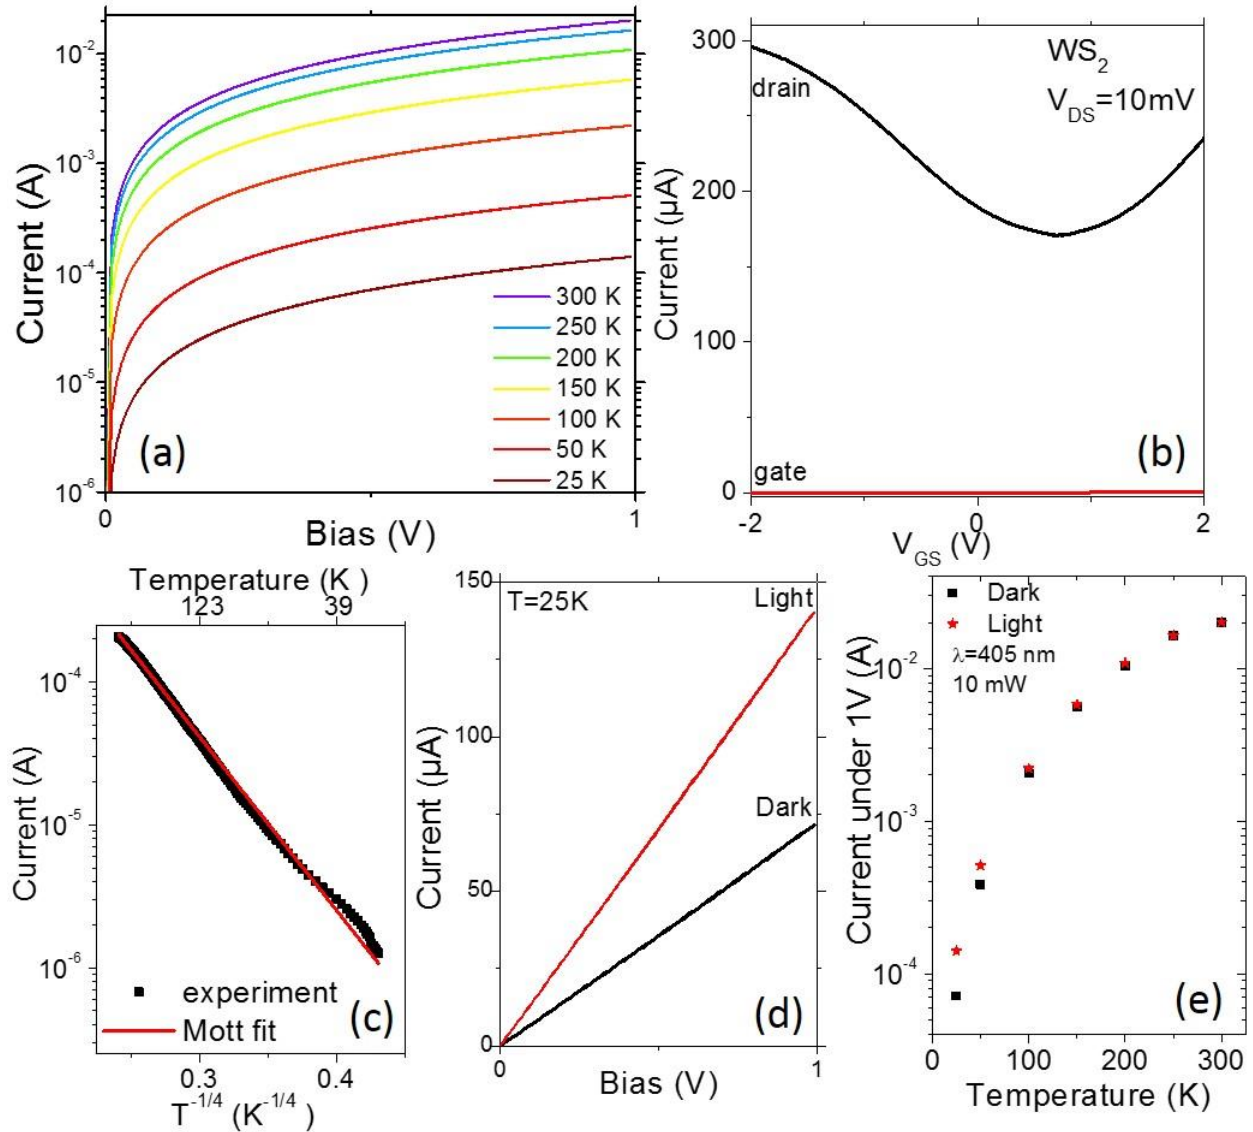 10⁻²
10⁻³
10⁻⁴
10⁻⁵
10⁻⁶
Current (A)
300 K
250 K
200 K
150 K
100 K
50 K
25 K
(a)
0
1
Bias (V)
300
200
100
0
Current (µA)
drain
WS₂
V_DS=10mV
(b)
gate
-2
0
2
V_GS (V)
Temperature (K )
123
39
10⁻⁴
10⁻⁵
10⁻⁶
Current (A)
experiment
Mott fit
(c)
0.3
0.4
T⁻¹ᐟ⁴ (K⁻¹ᐟ⁴)
150
100
50
0
Current (µA)
T=25K
Light
Dark
(d)
0
1
Bias (V)
Dark
Light
λ=405 nm
10 mW
10⁻²
10⁻³
10⁻⁴
Current under 1V (A)
(e)
0
100
200
300
Temperature (K)